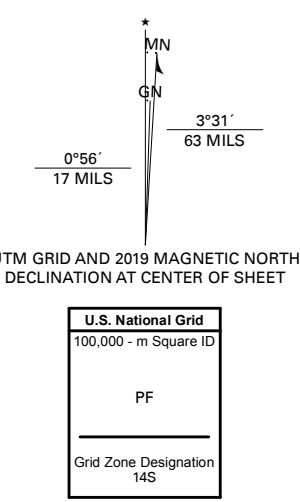 ★
MN
GN
3°31´
63 MILS
0°56´
17 MILS
UTM GRID AND 2019 MAGNETIC NORTH
DECLINATION AT CENTER OF SHEET
U.S. National Grid
100,000 - m Square ID
PF
Grid Zone Designation
14S